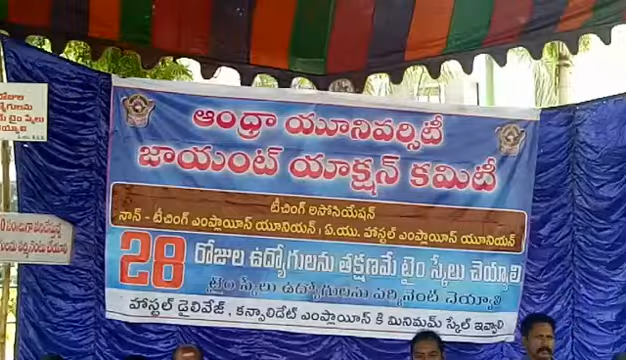 ఆంధ్రా యూనివర్సిటీ
జాయంట్ యాక్షన్ కమిటీ
టీచింగ్ అసోసియేషన్
నాన్ - టీచింగ్ ఎంప్లాయీస్ యూనియన్, ఏ.యు. హాస్టల్ ఎంప్లాయీస్ యూనియన్
28 రోజుల ఉద్యోగులను తక్షణమే టైం స్కేలు చెయ్యాలి
టైం స్కేలు ఉద్యోగులను పర్మినెంట్ చెయ్యాలి
హాస్టల్ డైలీవేజ్, కన్సాలిడేట్ ఎంప్లాయీస్ కి మినిమమ్ స్కేల్ ఇవ్వాలి